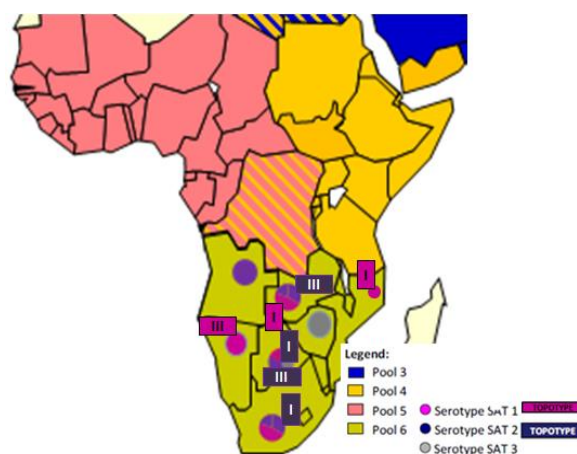 I
III
I
III
I
III
I
Legend:
Pool 3
Pool 4
Pool 5
Pool 6
Serotype SAT 1
TOPOTYPE
Serotype SAT 2
TOPOTYPE
Serotype SAT 3